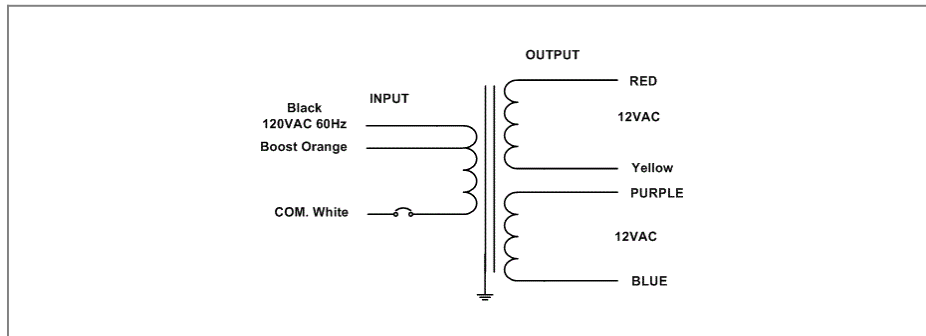 OUTPUT
RED
INPUT
Black
120VAC 60Hz
12VAC
Boost Orange
Yellow
PURPLE
COM. White
12VAC
BLUE